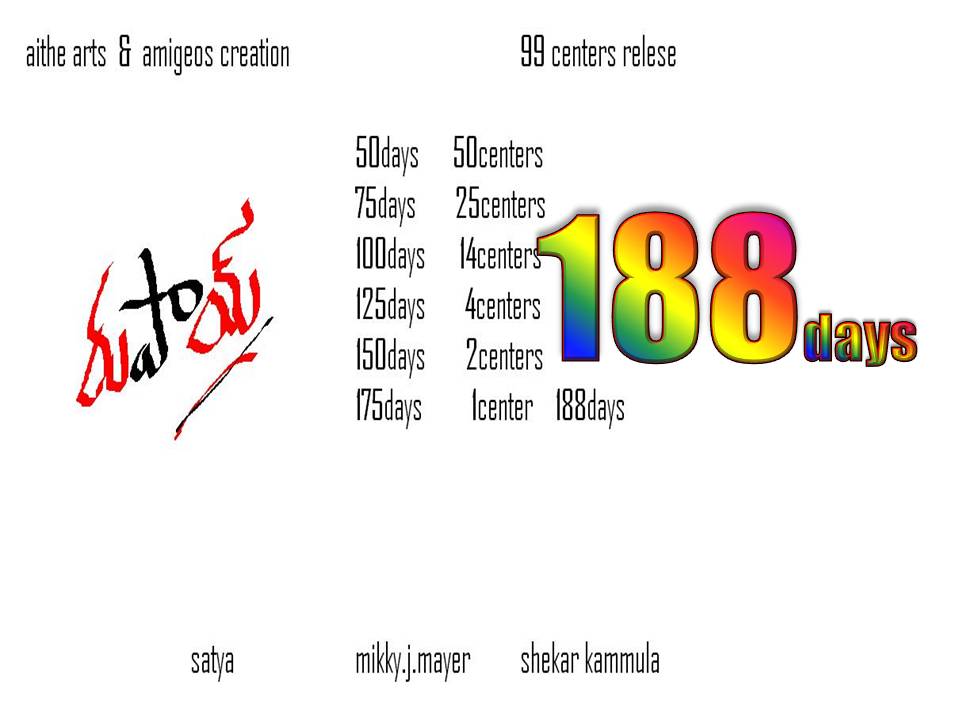 aithe arts & amigeos creation 99 centers relese
50days 50centers
75days 25centers
100days 14centers
125days 4centers
150days 2centers
175days 1center 188days
188days
satya mikky.j.mayer shekar kammula